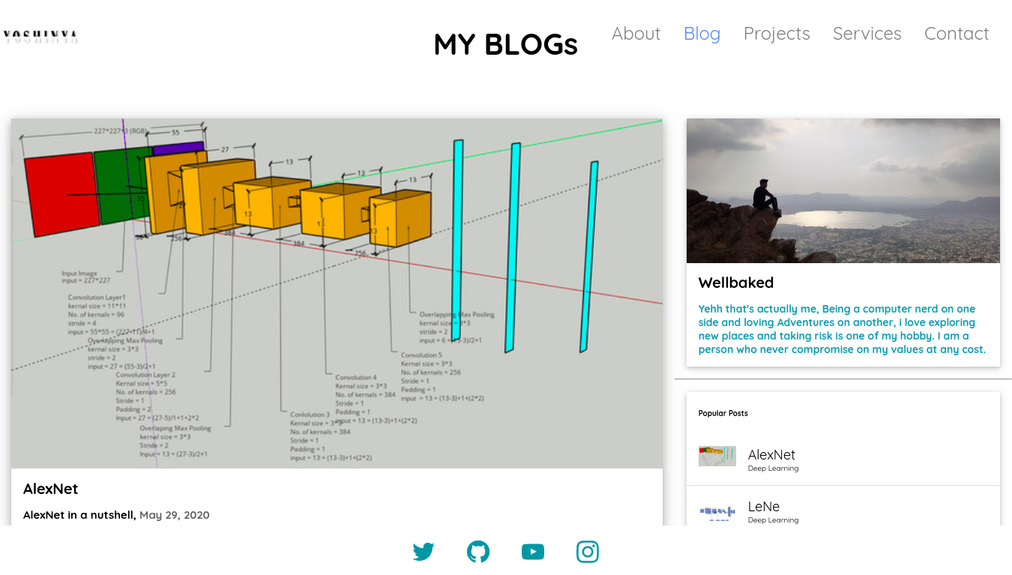 YOSHINYA
MY BLOGs
About
Blog
Projects
Services
Contact
227*227*3 (RGB)
55
27
13
13
13
13
384
384
256
Input Image
input = 227*227
Convolution Layer1
kernal size = 11*11
No. of kernals = 96
stride = 4
input = 55*55 = (227-11)/4+1
Overlapping Max Pooling
kernal size = 3*3
stride = 2
input = 27 = (55-3)/2+1
Convolution Layer 2
Kernal size = 5*5
No. of kernals = 256
Stride = 1
Padding = 2
Input = 27 = (27-5)/1+1+2*2
Overlaping Max Pooling
kernal size = 3*3
Stride = 2
Input = 13 = (27-3)/2+1
Conlolution 3
Kernal size = 3*3
No. of kernals = 384
Stride = 1
Padding = 1
input = 13 = (13-3)+1+(2*2)
Convolution 4
Kernal size = 3*3
No. of kernals = 384
Stride = 1
Padding = 1
input = 13 = (13-3)+1+(2*2)
Convolution 5
Kernal size = 3*3
No. of kernals = 256
Stride = 1
Padding = 1
input = 13 = (13-3)+1+(2*2)
Overlapping Max Pooling
kernal size = 3*3
stride = 2
AlexNet
AlexNet in a nutshell, May 29, 2020
Wellbaked
Yehh that's actually me, Being a computer nerd on one
side and loving Adventures on another, i love exploring
new places and taking risk is one of my hobby. I am a
person who never compromise on my values at any cost.
Popular Posts
AlexNet
Deep Learning
LeNe
Deep Learning